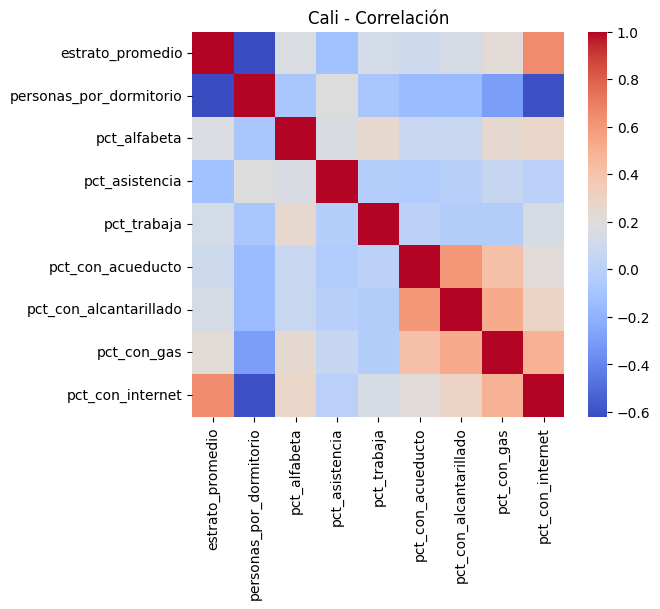 Cali - Correlación
estrato_promedio
personas_por_dormitorio
pct_alfabeta
pct_asistencia
pct_trabaja
pct_con_acueducto
pct_con_alcantarillado
pct_con_gas
pct_con_internet
estrato_promedio
personas_por_dormitorio
pct_alfabeta
pct_asistencia
pct_trabaja
pct_con_acueducto
pct_con_alcantarillado
pct_con_gas
pct_con_internet
1.0
0.8
0.6
0.4
0.2
0.0
−0.2
−0.4
−0.6